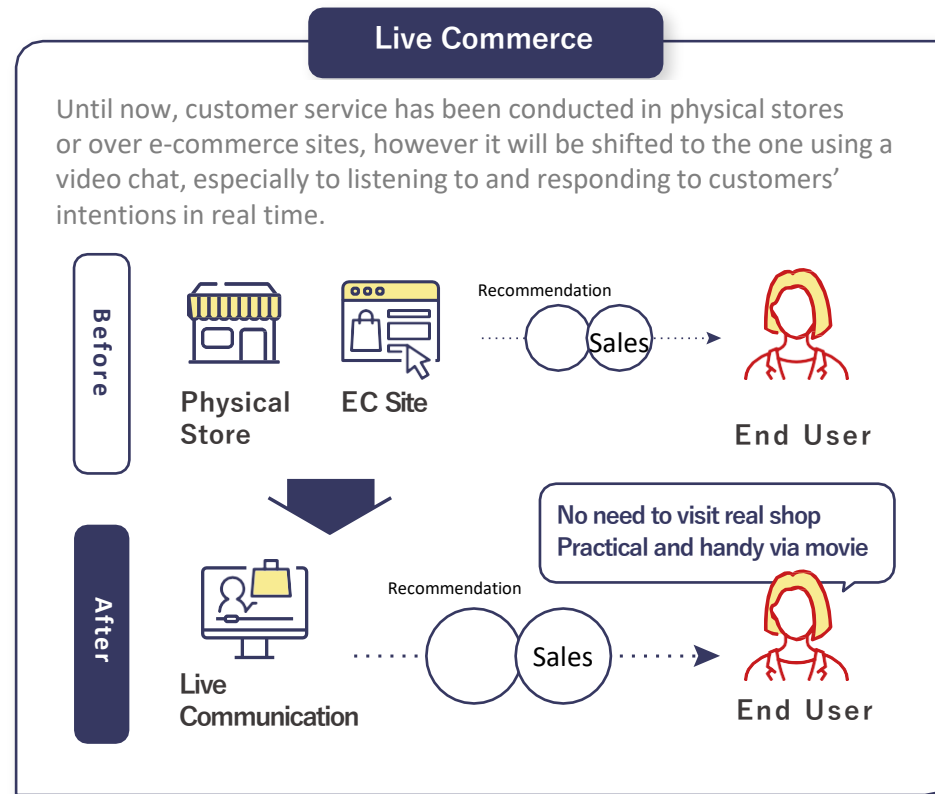 Live Commerce
Until now, customer service has been conducted in physical stores
or over e-commerce sites, however it will be shifted to the one using a
video chat, especially to listening to and responding to customers’
intentions in real time.
Before
Recommendation
Sales
Physical
Store
EC Site
End User
After
No need to visit real shop
Practical and handy via movie
Recommendation
Sales
Live
Communication
End User